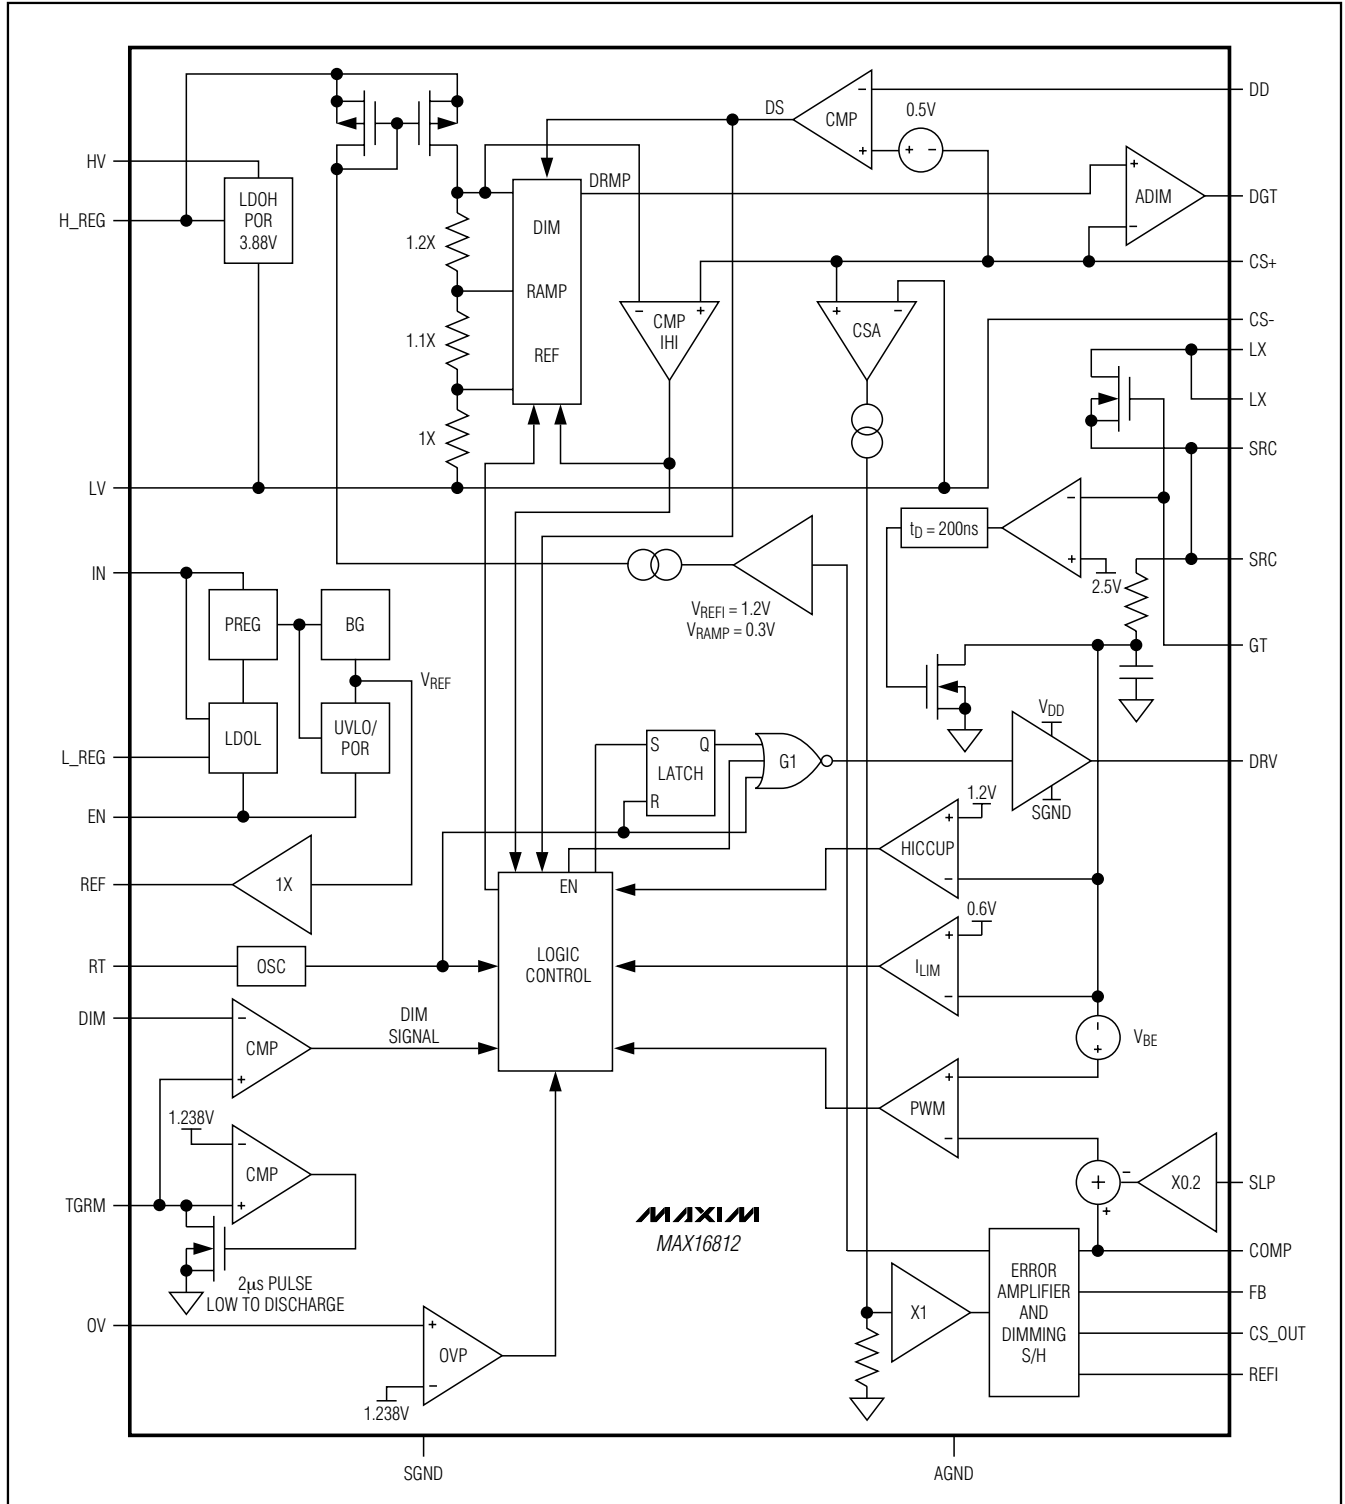 DD
0.5V
DS
CMP
−
+
+ −
HV
LDOH
POR
3.88V
H_REG
DRMP
+
ADIM
−
DGT
1.2X
DIM
RAMP
REF
CS+
− +
CMP
IHI
+ −
CSA
CS-
LX
LX
1.1X
1X
SRC
LV
−
+
tD = 200ns
2.5V
SRC
IN
PREG
BG
VREFI = 1.2V
VRAMP = 0.3V
GT
VREF
LDOL
UVLO/
POR
L_REG
S Q
LATCH
R
G1
VDD
SGND
DRV
EN
1.2V
+
HICCUP
−
REF
1X
EN
LOGIC
CONTROL
0.6V
+
ILIM
−
RT
OSC
DIM
−
CMP
+
DIM
SIGNAL
−
+
VBE
+
PWM
−
1.238V
−
CMP
+
TGRM
+
−
+
X0.2
SLP
2µs PULSE
LOW TO DISCHARGE
MAXIM
MAX16812
COMP
ERROR
AMPLIFIER
AND
DIMMING
S/H
FB
CS_OUT
REFI
X1
OV
+
OVP
−
1.238V
SGND
AGND